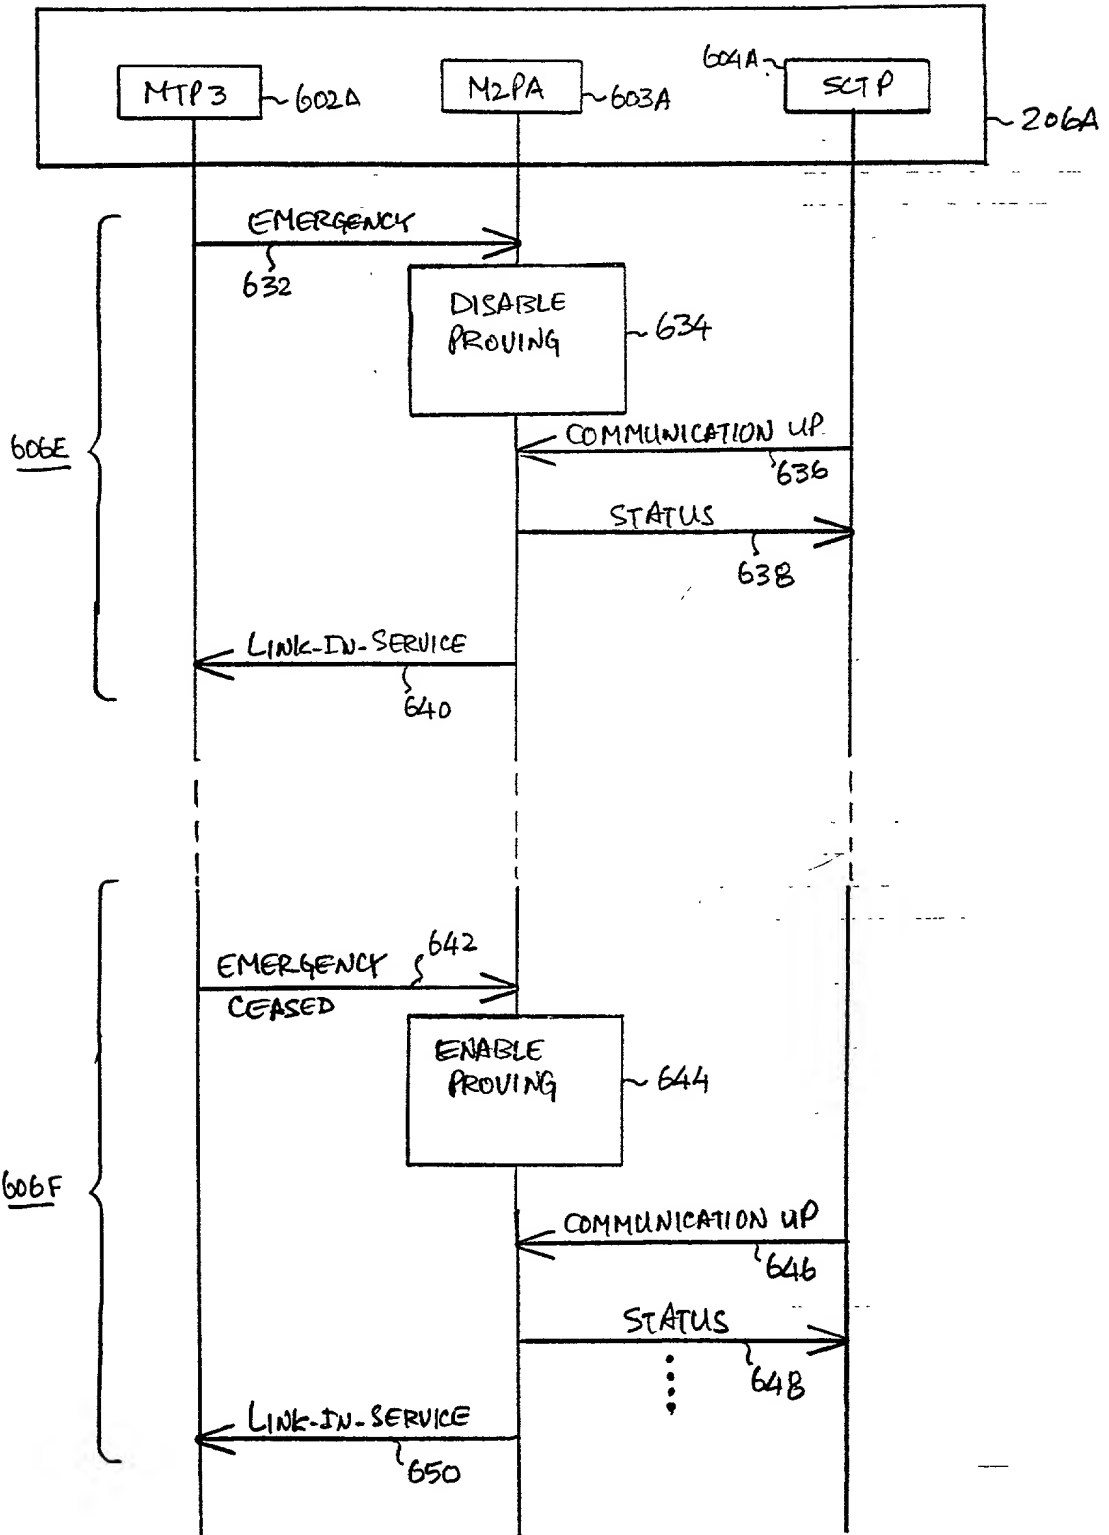 604A
MTP3
602A
M2PA
603A
SCTP
206A
EMERGENCY
632
DISABLE
PROVING
634
606E
COMMUNICATION UP
636
STATUS
638
LINK-IN-SERVICE
640
642
EMERGENCY
CEASED
ENABLE
PROVING
644
606F
COMMUNICATION UP
646
STATUS
648
LINK-IN-SERVICE
650